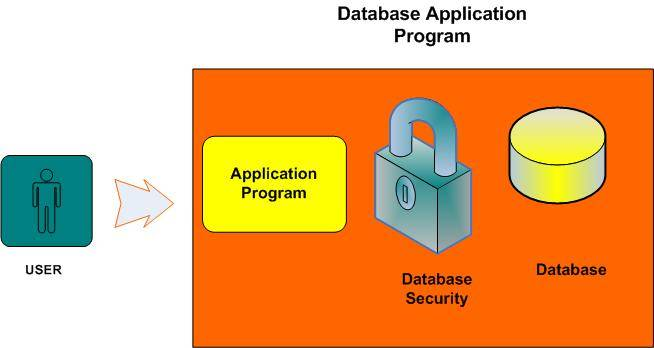 Database Application
Program
Application
Program
USER
Database
Security
Database